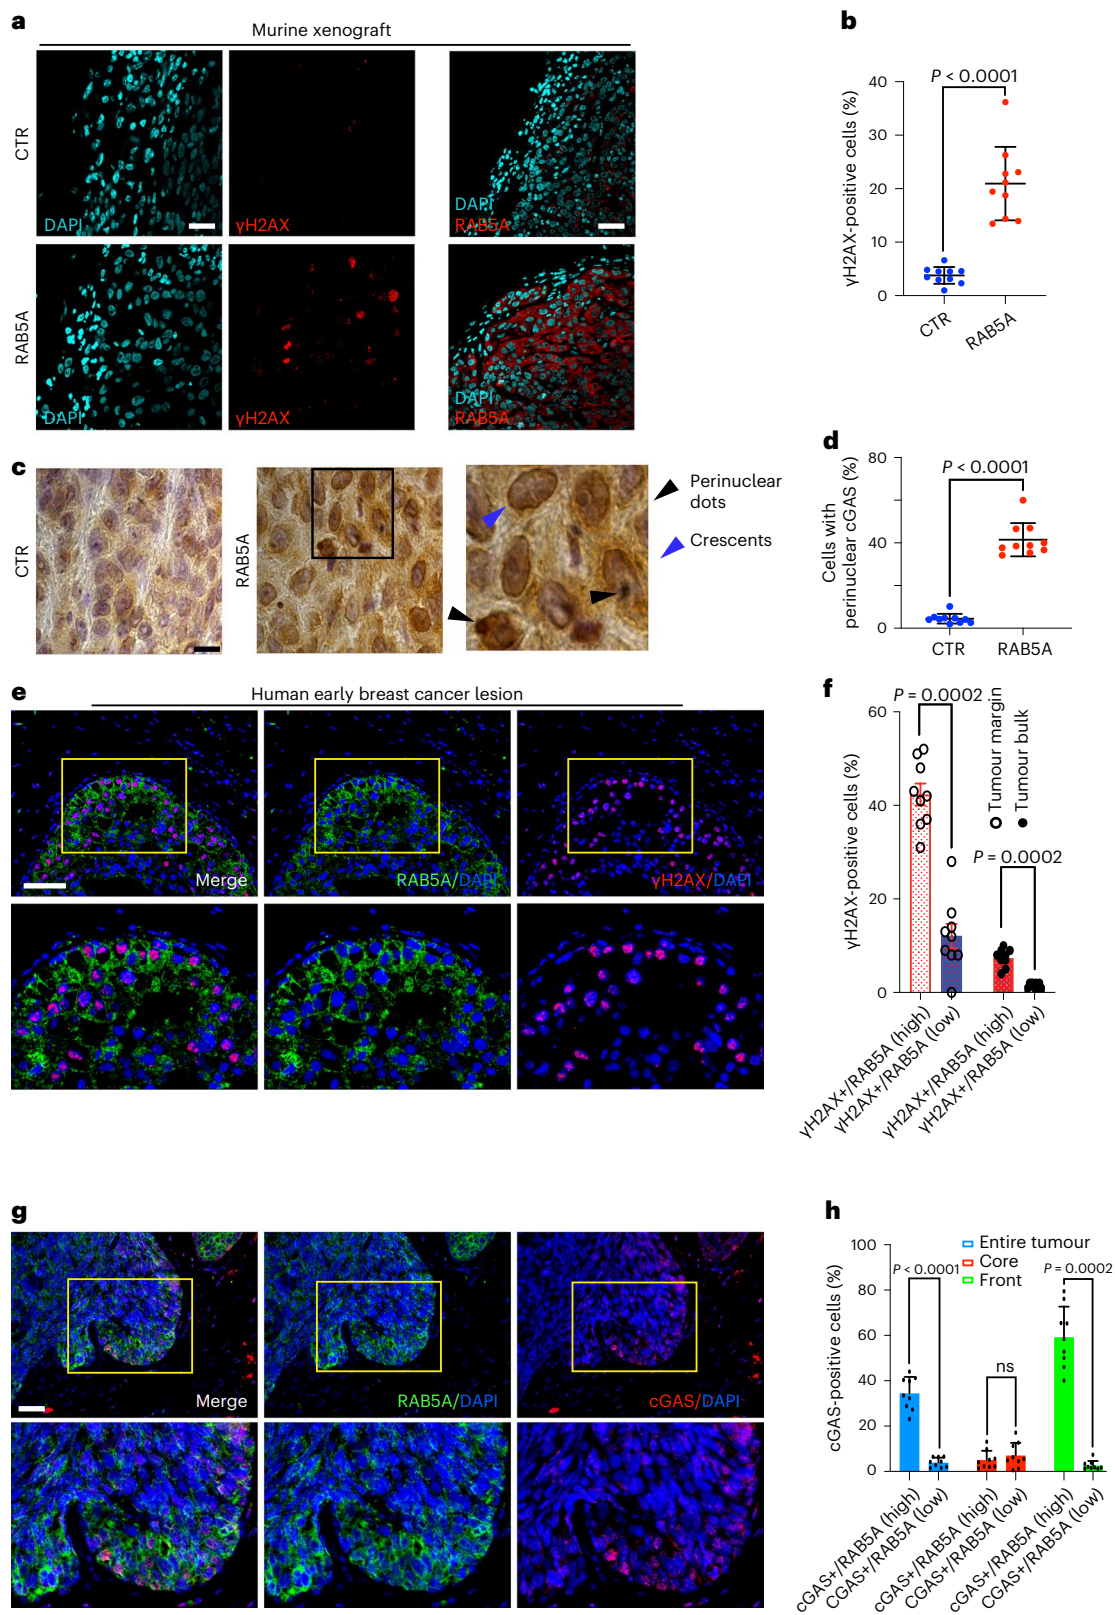 a
Murine xenograft
CTR
DAPI
γH2AX
DAPI
RAB5A
RAB5A
DAPI
γH2AX
DAPI
RAB5A
b
P < 0.0001
γH2AX-positive cells (%)
40
30
20
10
0
CTR
RAB5A
c
CTR
RAB5A
Perinuclear
dots
Crescents
d
P < 0.0001
Cells with
perinuclear cGAS (%)
80
40
0
CTR
RAB5A
e
Human early breast cancer lesion
Merge
RAB5A/DAPI
γH2AX/DAPI
f
P = 0.0002
γH2AX-positive cells (%)
60
40
20
0
Tumour margin
Tumour bulk
P = 0.0002
γH2AX+/RAB5A (high)
γH2AX+/RAB5A (low)
γH2AX+/RAB5A (high)
γH2AX+/RAB5A (low)
g
Merge
RAB5A/DAPI
cGAS/DAPI
h
cGAS-positive cells (%)
100
80
60
40
20
0
Entire tumour
Core
Front
P < 0.0001
ns
P = 0.0002
cGAS+/RAB5A (high)
CGAS+/RAB5A (low)
cGAS+/RAB5A (high)
CGAS+/RAB5A (low)
cGAS+/RAB5A (high)
CGAS+/RAB5A (low)